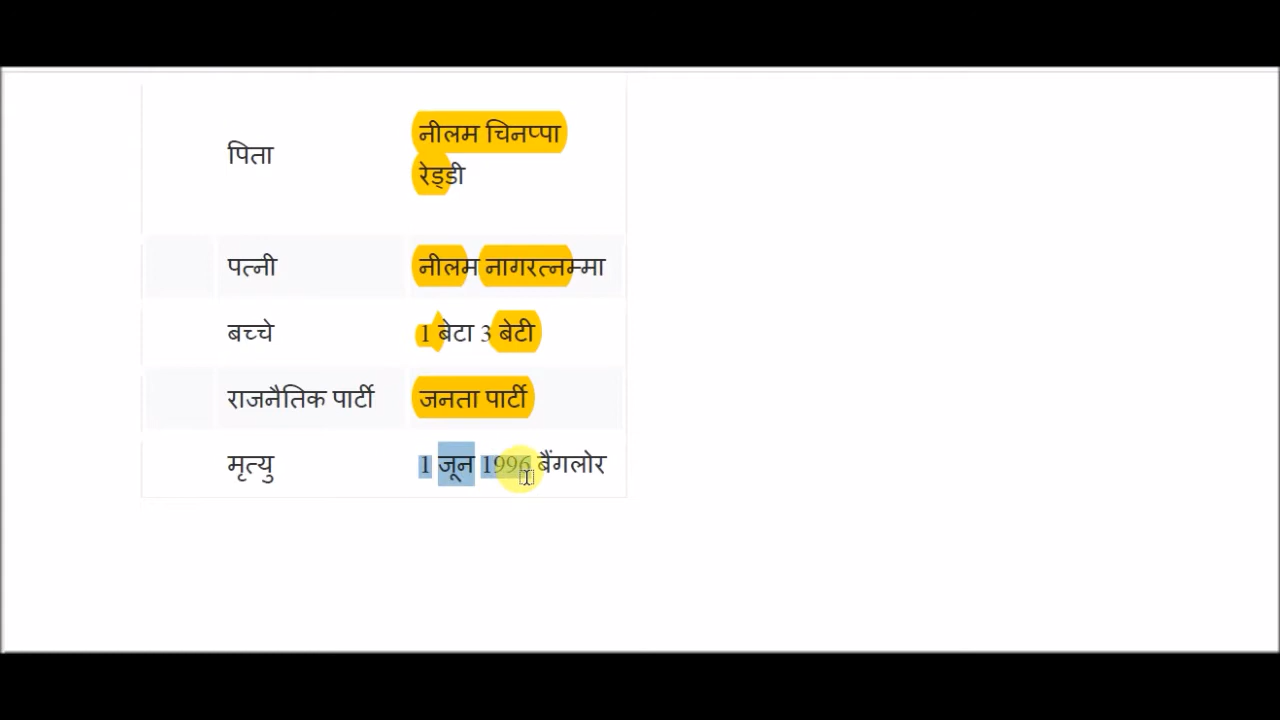 पिता
नीलम चिनप्पा
रेड्डी
पत्नी नीलम नागरत्नम्मा
बच्चे 1 बेटा 3 बेटी
राजनैतिक पार्टी जनता पार्टी
मृत्यु 1 जून 1996 बैंगलोर